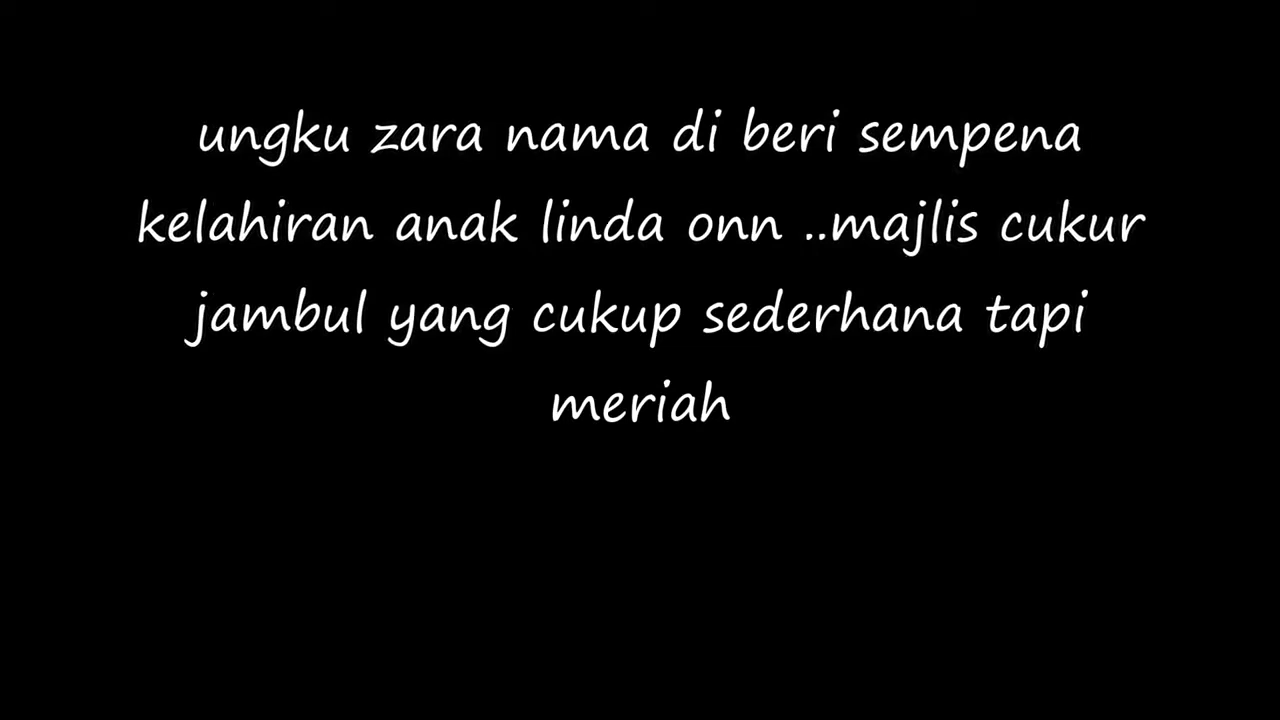 ungku zara nama di beri sempena
kelahiran anak linda onn ..majlis cukur
jambul yang cukup sederhana tapi
meriah